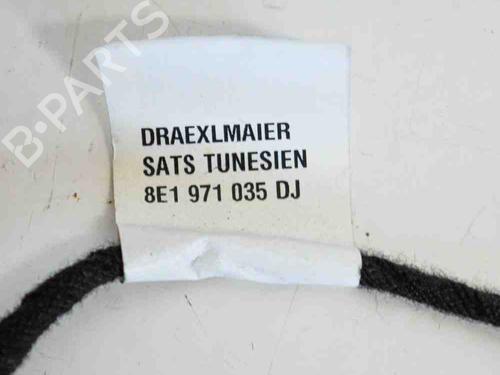 B-PARTS
DRAEXLMAIER
SATS TUNESIEN
8E1 971 035 DJ